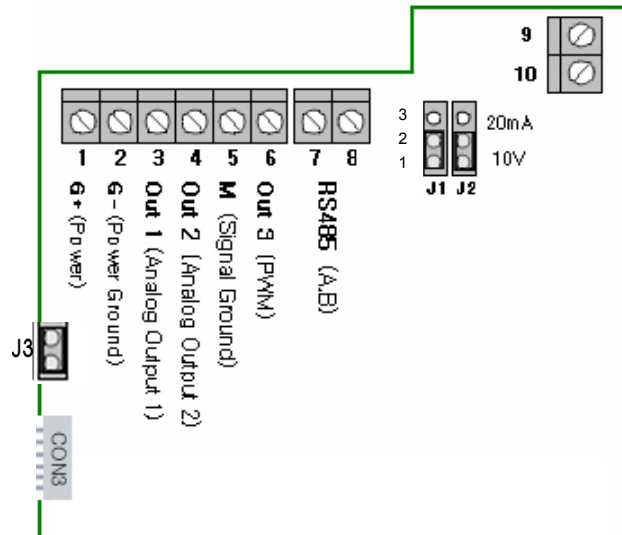 9
10
3
2
1
20mA
10V
J1 J2
1 2 3 4 5 6 7 8
G+ (Power)
G- (Power Ground)
Out 1 (Analog Output 1)
Out 2 (Analog Output 2)
M (Signal Ground)
Out 3 (PWM)
RS485 (A,B)
J3
CON3